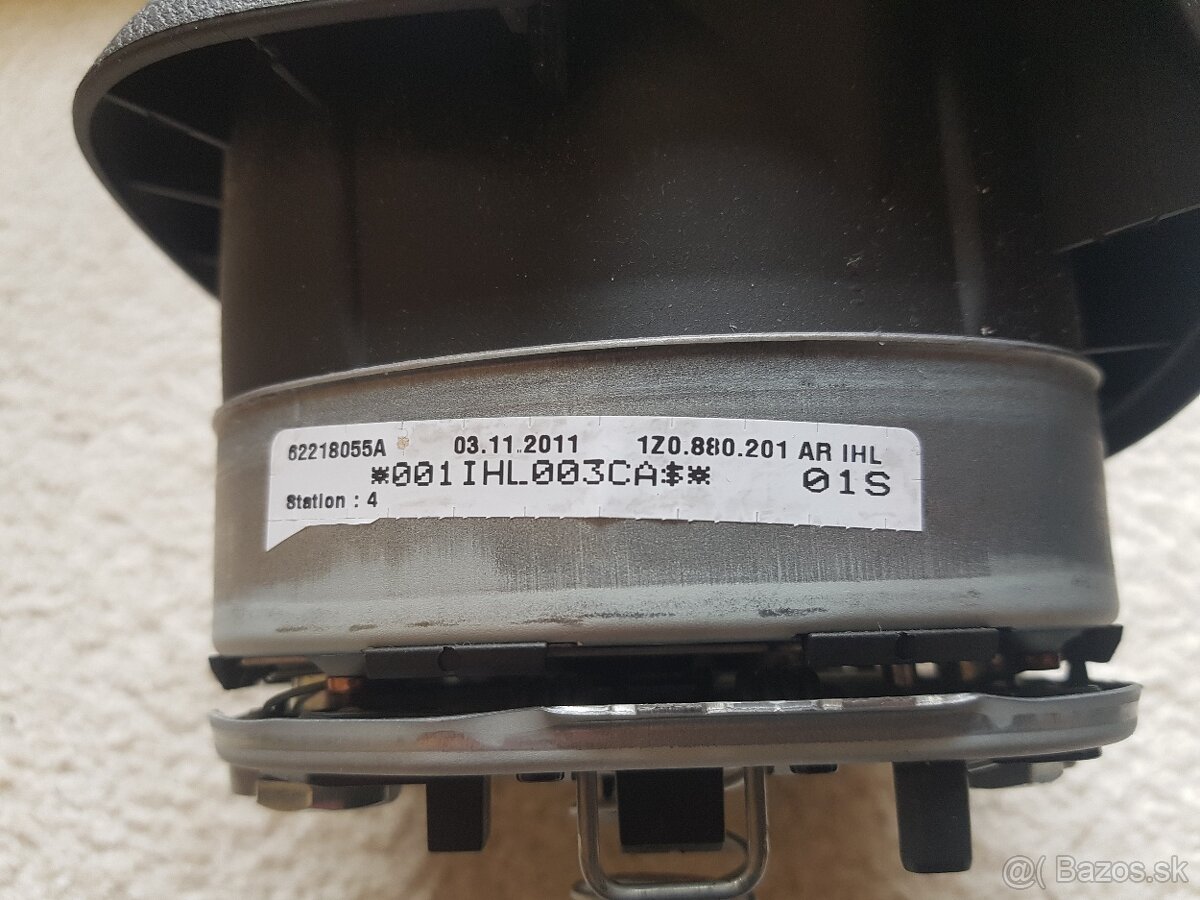 62218055A 03.11.2011 1Z0.880.201 AR IHL
*001IHL003CA$* 01S
Station : 4
@( Bazos.sk